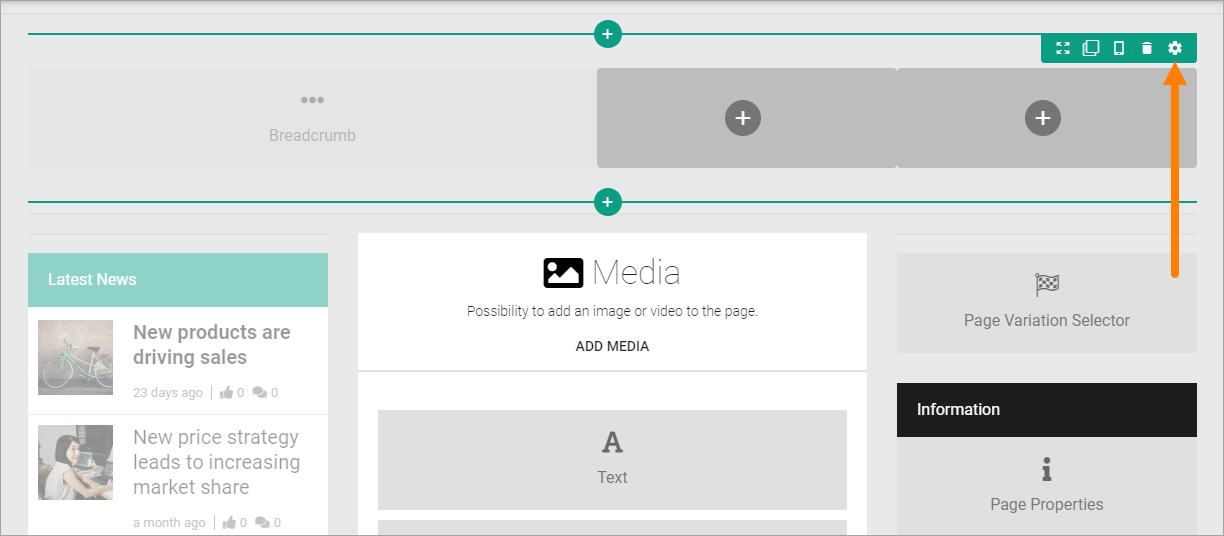 Breadcrumb
Latest News
New products are
driving sales
23 days ago 0 0
New price strategy
leads to increasing
market share
a month ago 0 0
Media
Possibility to add an image or video to the page.
ADD MEDIA
Text
Page Variation Selector
Information
Page Properties